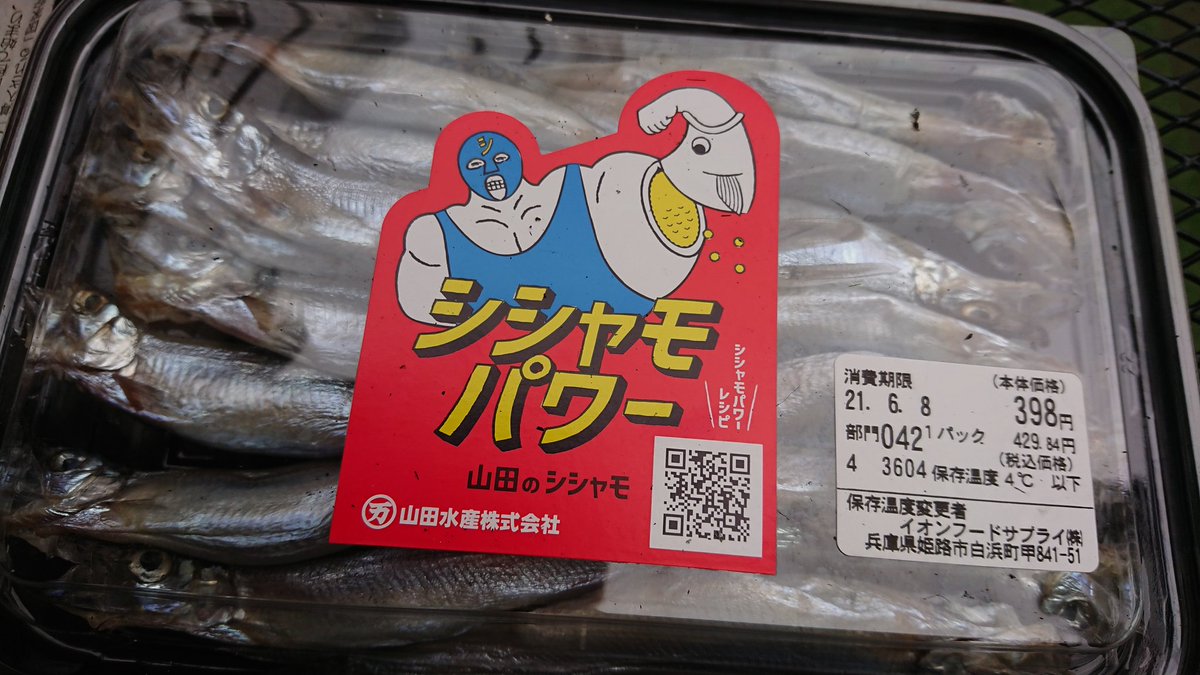 シ
シシャモ
パワー
シシャモパワー
レシピ
山田のシシャモ
山田水産株式会社
消費期限
21. 6. 8
(本体価格)
398円
部門042 1パック
429.84円
(税込価格)
4 3604 保存温度 4℃ 以下
保存温度変更者
イオンフードサプライ㈱
兵庫県姫路市白浜町甲841-51